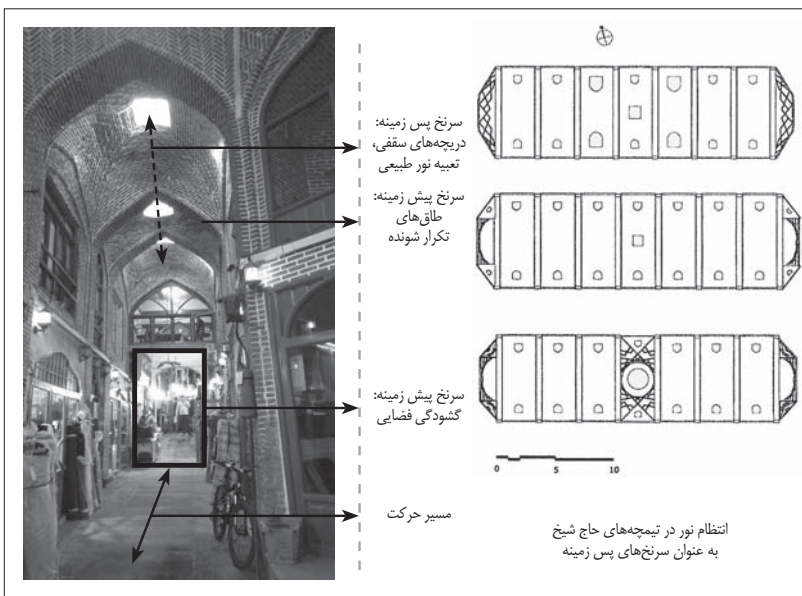 سرنخ پس زمینه:
دریچه‌های سقفی،
تعبیه نور طبیعی
سرنخ پیش زمینه:
طاق‌های
تکرار شونده
سرنخ پیش زمینه:
گشودگی فضایی
مسیر حرکت
0 5 10
انتظام نور در تیمچه‌های حاج شیخ
به عنوان سرنخ‌های پس زمینه